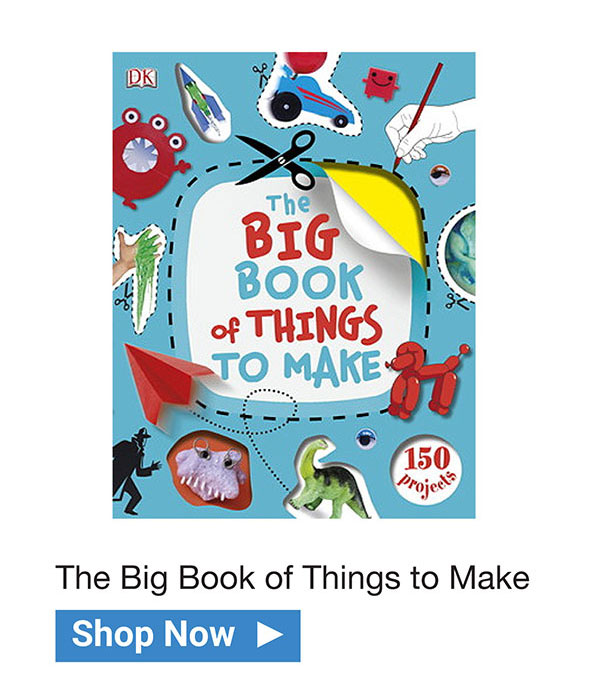 DK
The
BIG
BOOK
of THINGS
TO MAKE
150
projects
The Big Book of Things to Make
Shop Now